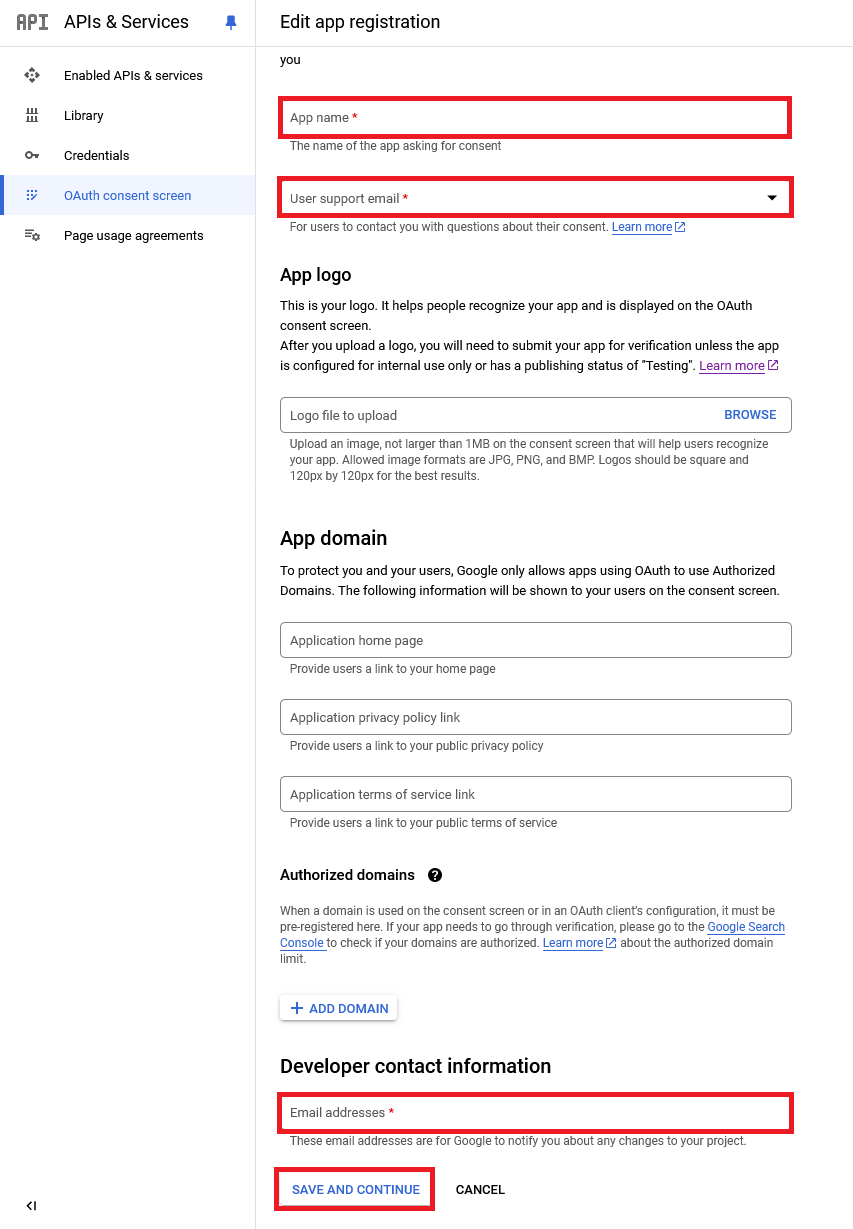 API APIs & Services
Enabled APIs & services
Library
Credentials
OAuth consent screen
Page usage agreements
Edit app registration
you
App name *
The name of the app asking for consent
User support email *
For users to contact you with questions about their consent. Learn more
App logo
This is your logo. It helps people recognize your app and is displayed on the OAuth
consent screen.
After you upload a logo, you will need to submit your app for verification unless the app
is configured for internal use only or has a publishing status of "Testing". Learn more
Logo file to upload BROWSE
Upload an image, not larger than 1MB on the consent screen that will help users recognize
your app. Allowed image formats are JPG, PNG, and BMP. Logos should be square and
120px by 120px for the best results.
App domain
To protect you and your users, Google only allows apps using OAuth to use Authorized
Domains. The following information will be shown to your users on the consent screen.
Application home page
Provide users a link to your home page
Application privacy policy link
Provide users a link to your public privacy policy
Application terms of service link
Provide users a link to your public terms of service
Authorized domains ?
When a domain is used on the consent screen or in an OAuth client's configuration, it must be
pre-registered here. If your app needs to go through verification, please go to the Google Search
Console to check if your domains are authorized. Learn more about the authorized domain
limit.
+ ADD DOMAIN
Developer contact information
Email addresses *
These email addresses are for Google to notify you about any changes to your project.
SAVE AND CONTINUE CANCEL